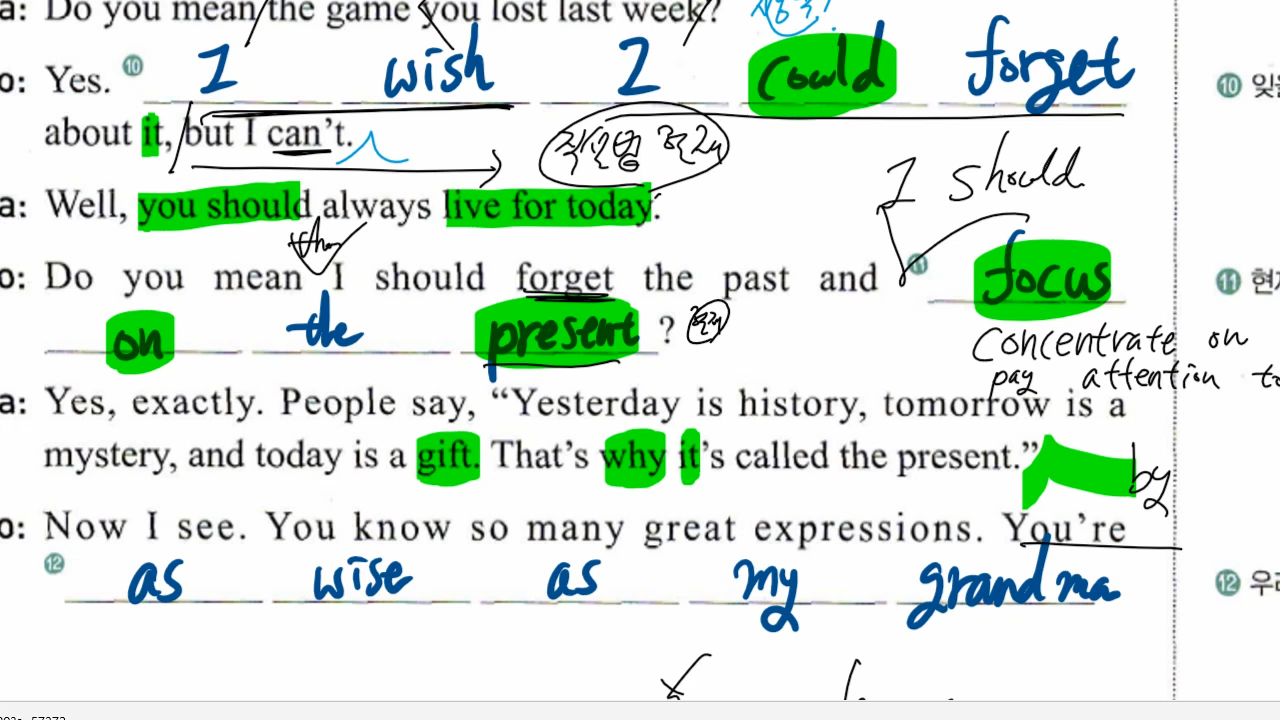 a: Do you mean the game you lost last week?
o: Yes. ⑩ I wish I could forget
⑩ 잊을
about it, but I can't.
직설법 현재
I should
a: Well, you should always live for today.
that
o: Do you mean I should forget the past and ⑪ focus
⑪ 현재
on the present ? 현재
concentrate on
pay attention to
a: Yes, exactly. People say, “Yesterday is history, tomorrow is a
mystery, and today is a gift. That's why it's called the present.”
by
o: Now I see. You know so many great expressions. You're
⑫ as wise as my grandma
⑫ 우리